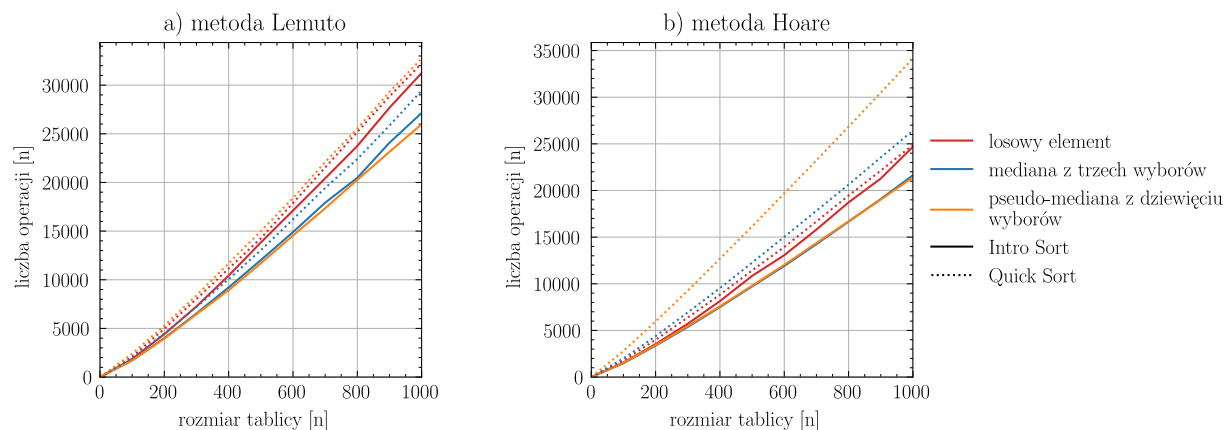 a) metoda Lemuto
30000
25000
20000
15000
10000
5000
0
0 200 400 600 800 1000
liczba operacji [n]
rozmiar tablicy [n]
b) metoda Hoare
35000
30000
25000
20000
15000
10000
5000
0
0 200 400 600 800 1000
liczba operacji [n]
rozmiar tablicy [n]
losowy element
mediana z trzech wyborów
pseudo-mediana z dziewięciu
wyborów
Intro Sort
Quick Sort